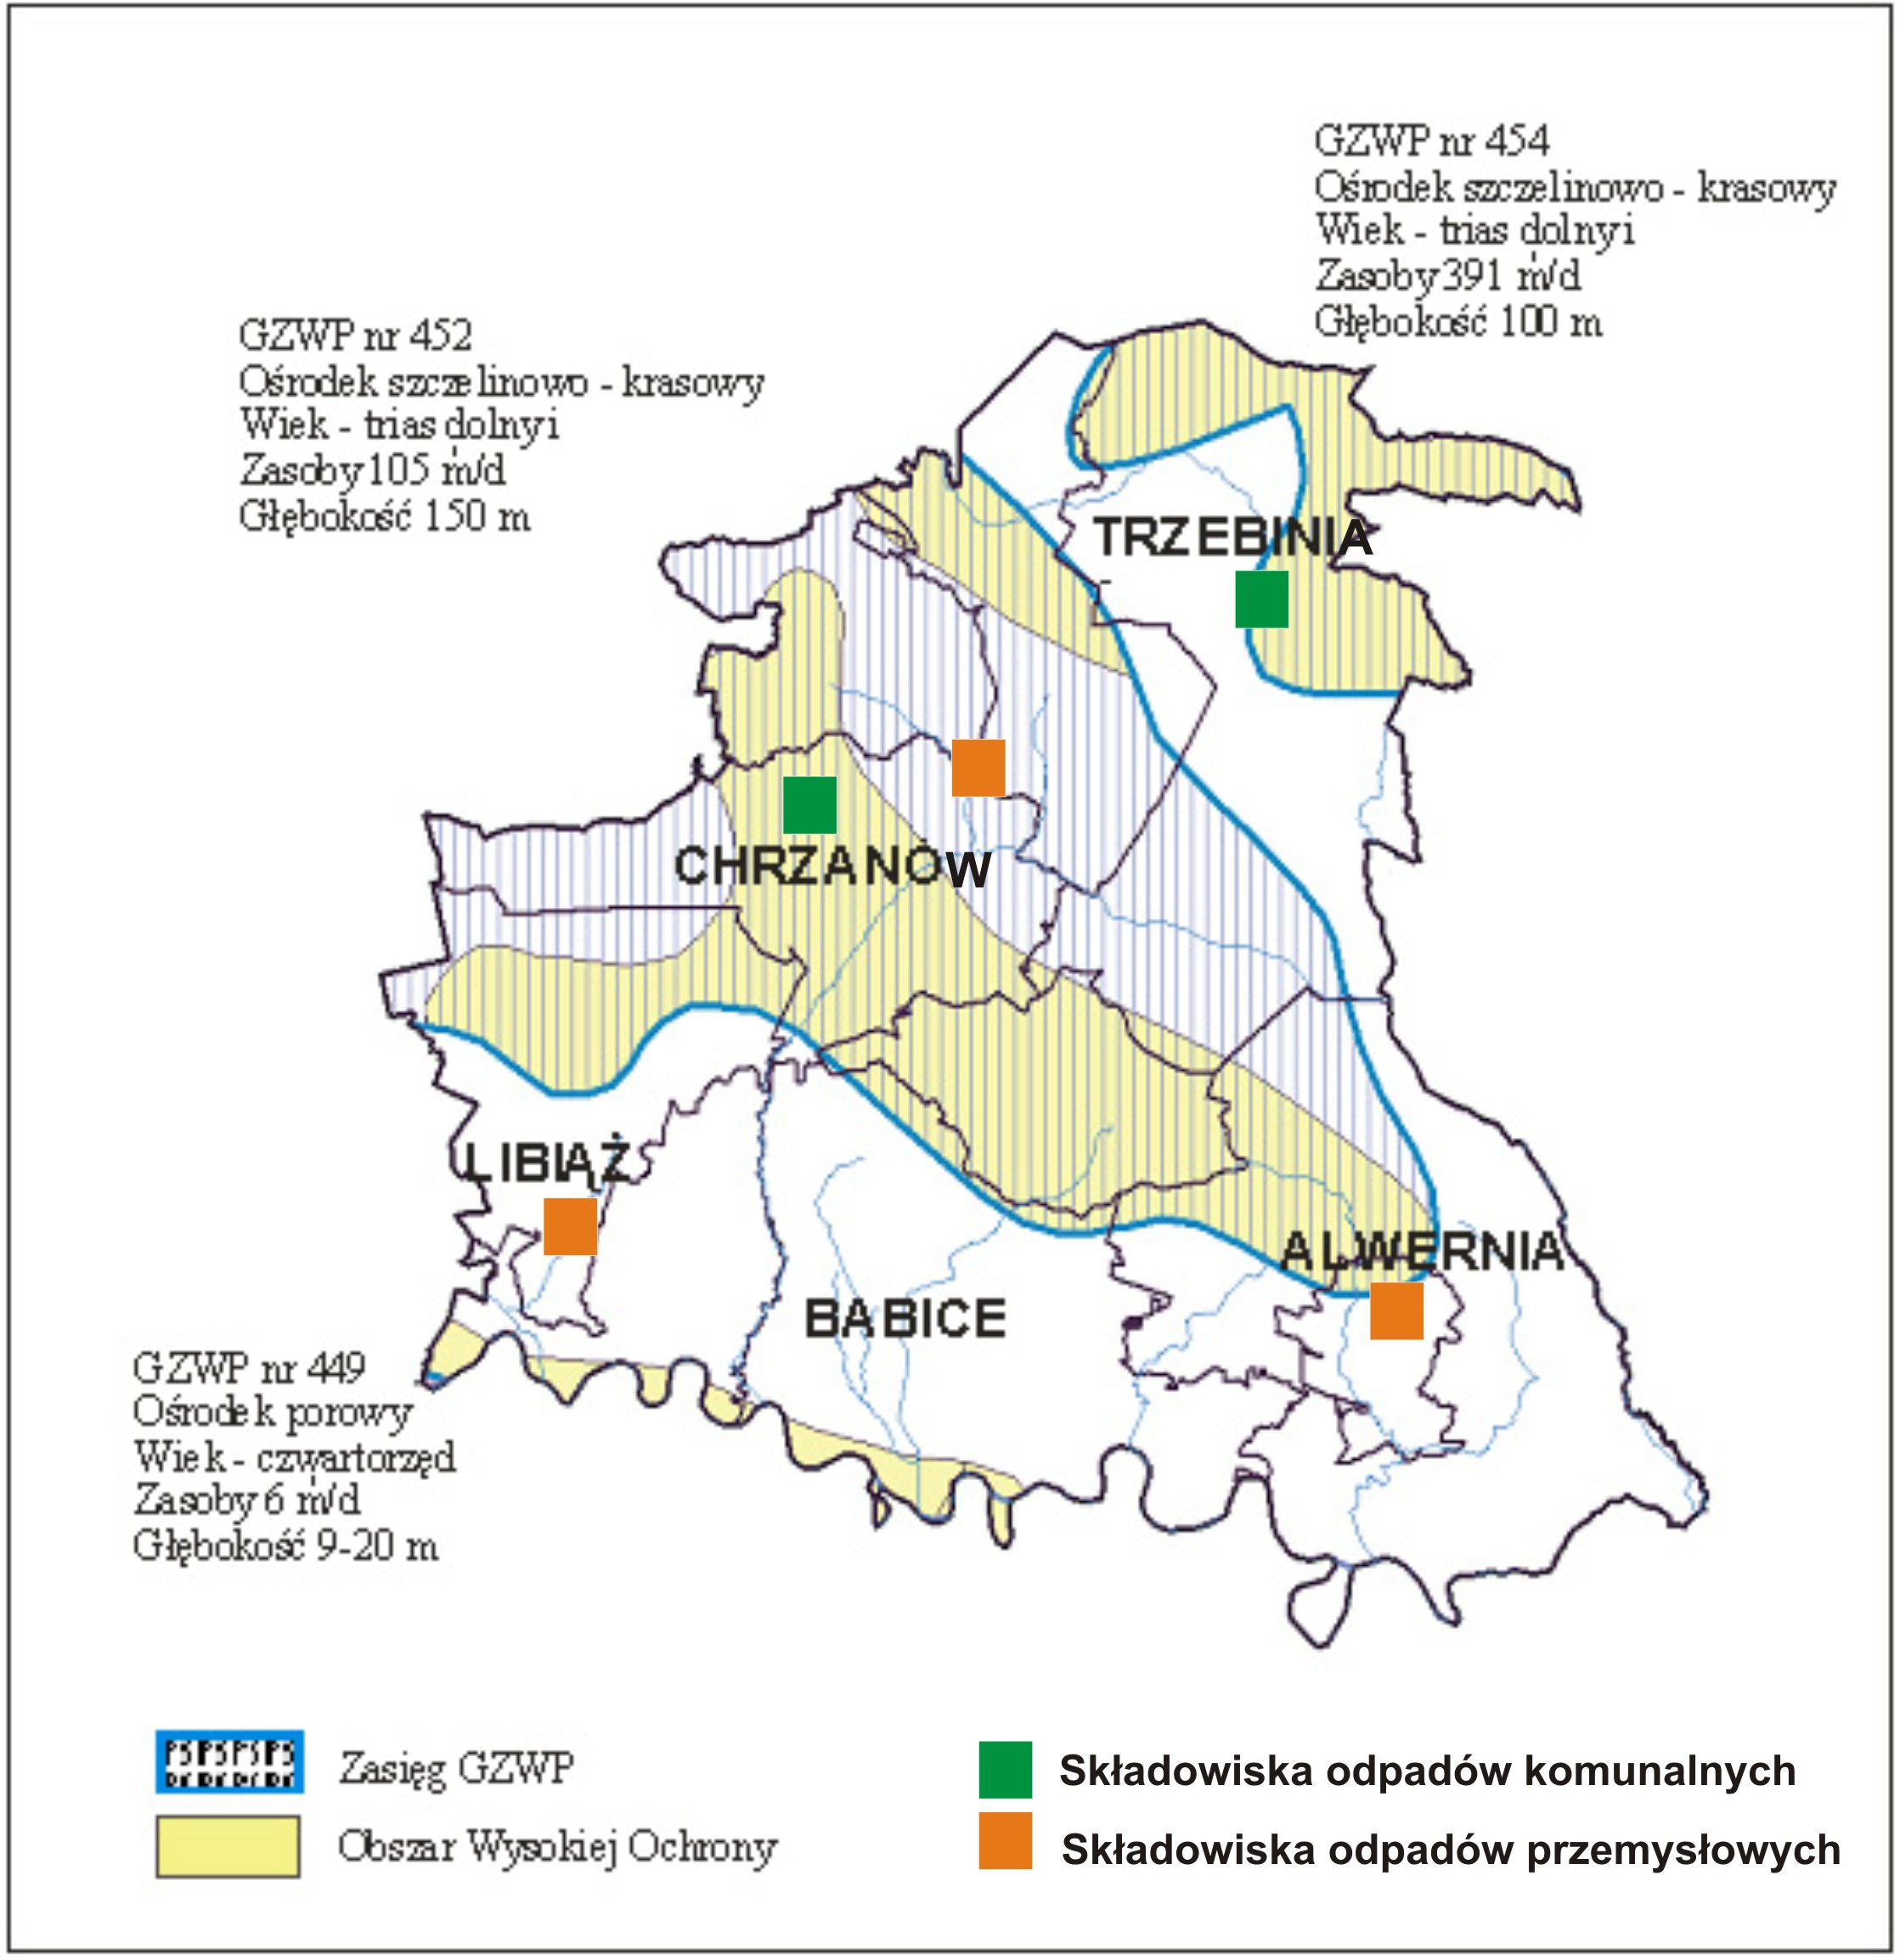 GZWP nr 454
Ośrodek szczelinowo - krasowy
Wiek - trias dolnyi
Zasoby 391 m/d
Głębokość 100 m
GZWP nr 452
Ośrodek szczelinowo - krasowy
Wiek - trias dolnyi
Zasoby 105 m/d
Głębokość 150 m
TRZEBINIA
CHRZANÓW
LIBIĄŻ
ALWERNIA
BABICE
GZWP nr 449
Ośrodek porowy
Wiek - czwartorzęd
Zasoby 6 m/d
Głębokość 9-20 m
Zasięg GZWP
Obszar Wysokiej Ochrony
Składowiska odpadów komunalnych
Składowiska odpadów przemysłowych